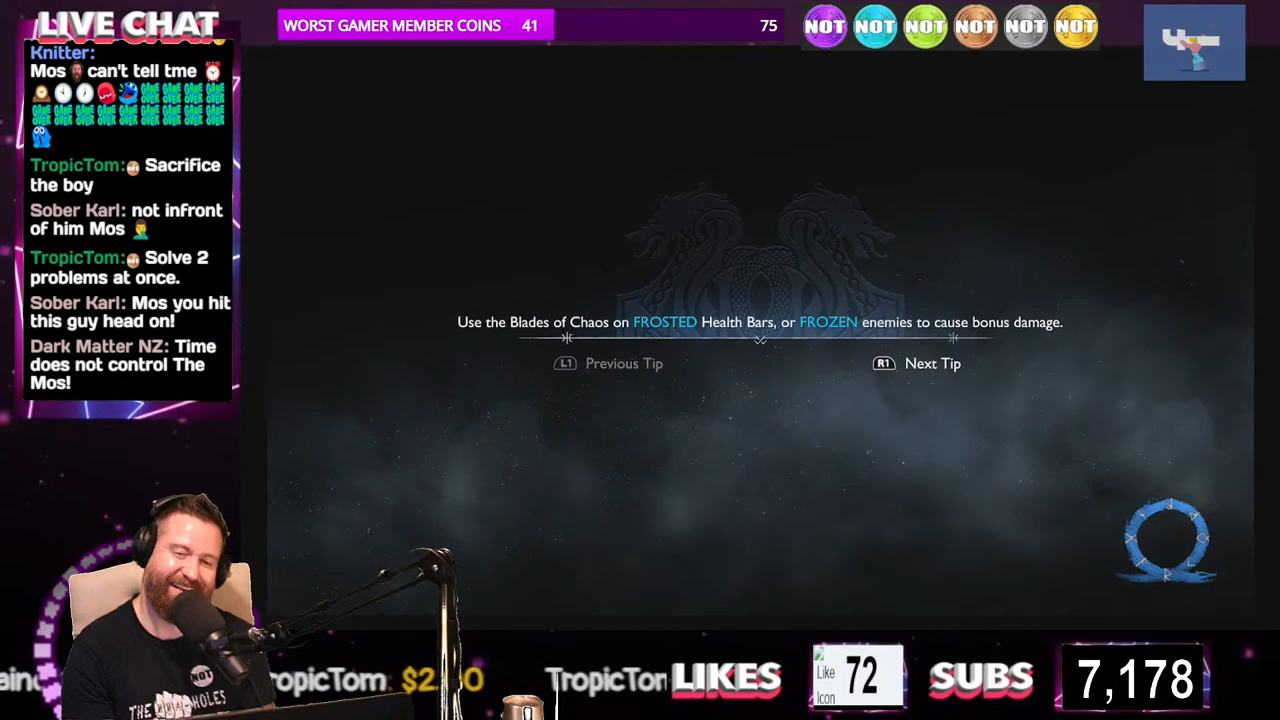 LIVE CHAT
WORST GAMER MEMBER COINS 41
75
NOT NOT NOT NOT NOT NOT
Knitter:
Mos can't tell tme
TropicTom: Sacrifice
the boy
Sober Karl: not infront
of him Mos
TropicTom: Solve 2
problems at once.
Sober Karl: Mos you hit
this guy head on!
Dark Matter NZ: Time
does not control The
Mos!
Use the Blades of Chaos on FROSTED Health Bars, or FROZEN enemies to cause bonus damage.
L1 Previous Tip
R1 Next Tip
NOT
THE
TropicTom:
LIKES
Like
Icon
72
SUBS
7,178